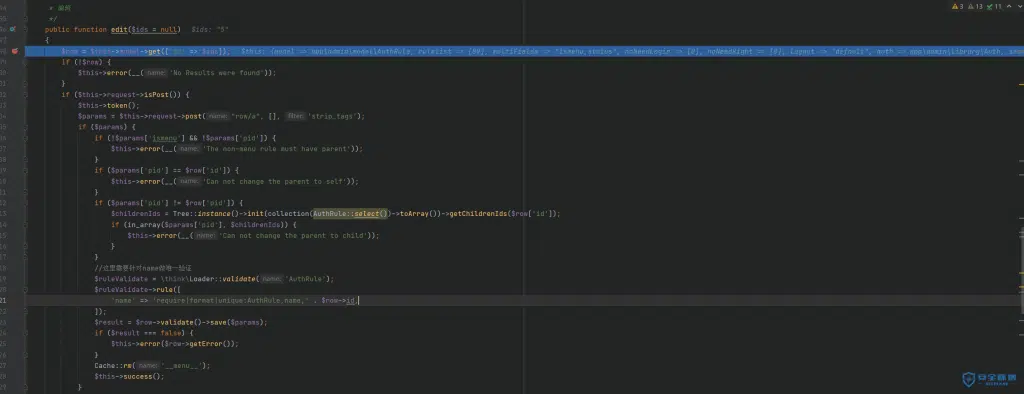 * 编辑
*/
public function edit($ids = null)  $ids: "5"
{
$row = $this->model->get(['id' => $ids]);  $this: {model => app\admin\model\AuthRule, rulelist => [99], multiFields => "ismenu,status", noNeedLogin => [0], noNeedRight => [0], layout => "default", auth => app\admin\library\Auth,
if (!$row) {
$this->error(__( name: 'No Results were found'));
}
if ($this->request->isPost()) {
$this->token();
$params = $this->request->post( name: "row/a", [], filter: 'strip_tags');
if ($params) {
if (!$params['ismenu'] && !$params['pid']) {
$this->error(__( name: 'The non-menu rule must have parent'));
}
if ($params['pid'] == $row['id']) {
$this->error(__( name: 'Can not change the parent to self'));
}
if ($params['pid'] != $row['pid']) {
$childrenIds = Tree::instance()->init(collection(AuthRule::select())->toArray())->getChildrenIds($row['id']);
if (in_array($params['pid'], $childrenIds)) {
$this->error(__( name: 'Can not change the parent to child'));
}
}
//这里需要针对name做唯一验证
$ruleValidate = \think\Loader::validate( name: 'AuthRule');
$ruleValidate->rule([
'name' => 'require|format|unique:AuthRule,name,' . $row->id,
]);
$result = $row->validate()->save($params);
if ($result === false) {
$this->error($row->getError());
}
Cache::rm( name: '__menu__');
$this->success();
}
3 13 11